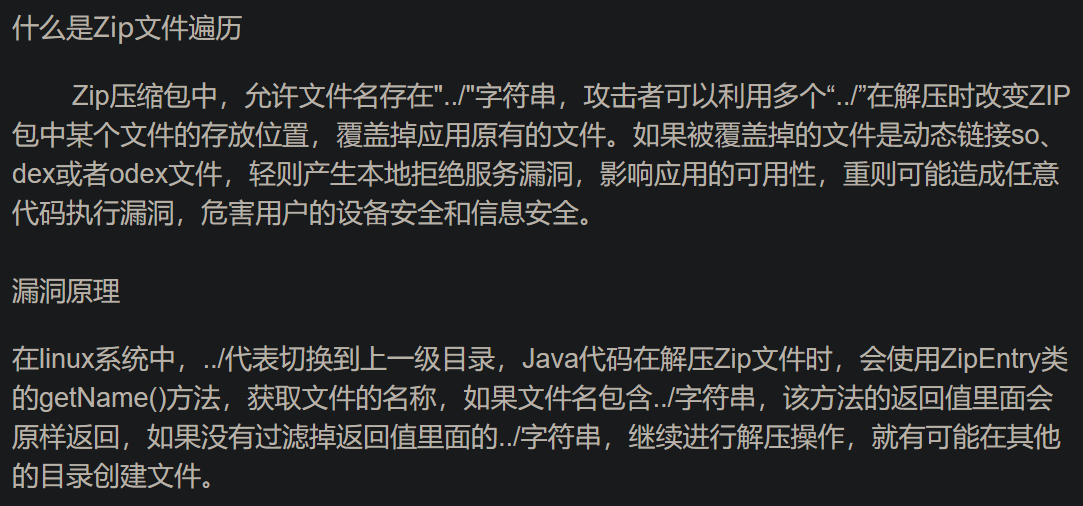 什么是Zip文件遍历
Zip压缩包中，允许文件名存在"../"字符串，攻击者可以利用多个“../”在解压时改变ZIP
包中某个文件的存放位置，覆盖掉应用原有的文件。如果被覆盖掉的文件是动态链接so、
dex或者odex文件，轻则产生本地拒绝服务漏洞，影响应用的可用性，重则可能造成任意
代码执行漏洞，危害用户的设备安全和信息安全。
漏洞原理
在linux系统中，../代表切换到上一级目录，Java代码在解压Zip文件时，会使用ZipEntry类
的getName()方法，获取文件的名称，如果文件名包含../字符串，该方法的返回值里面会
原样返回，如果没有过滤掉返回值里面的../字符串，继续进行解压操作，就有可能在其他
的目录创建文件。